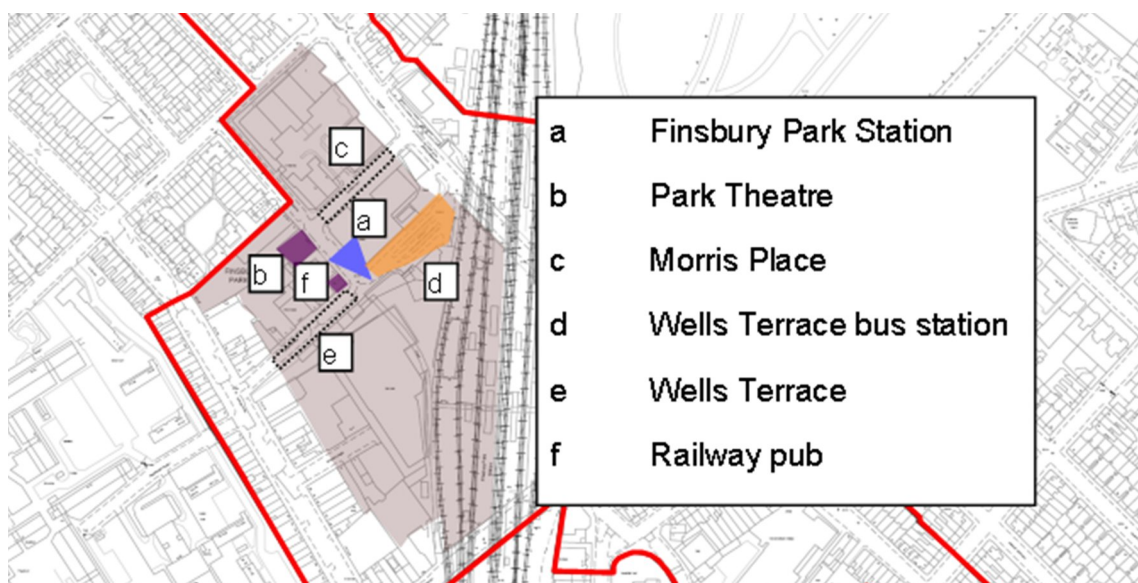 c
a
b
f
d
e
a Finsbury Park Station
b Park Theatre
c Morris Place
d Wells Terrace bus station
e Wells Terrace
f Railway pub